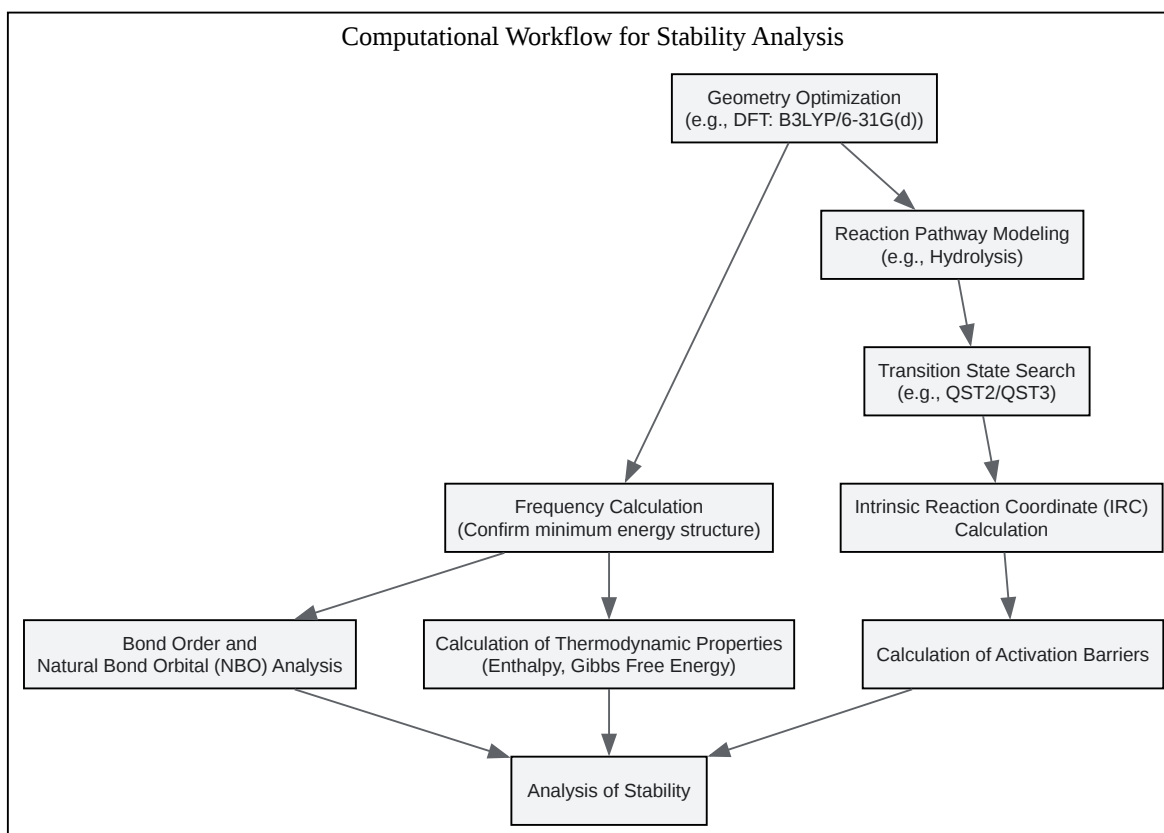 Computational Workflow for Stability Analysis
Geometry Optimization
(e.g., DFT: B3LYP/6-31G(d))
Reaction Pathway Modeling
(e.g., Hydrolysis)
Transition State Search
(e.g., QST2/QST3)
Frequency Calculation
(Confirm minimum energy structure)
Intrinsic Reaction Coordinate (IRC)
Calculation
Bond Order and
Natural Bond Orbital (NBO) Analysis
Calculation of Thermodynamic Properties
(Enthalpy, Gibbs Free Energy)
Calculation of Activation Barriers
Analysis of Stability